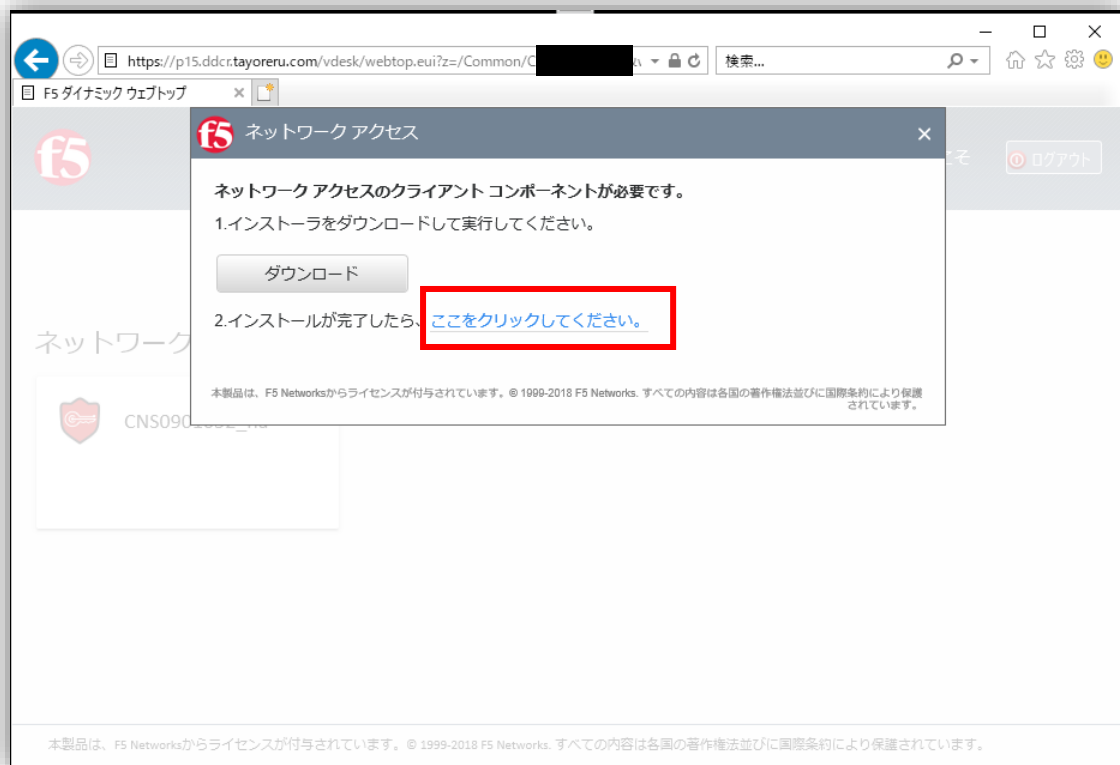 https://p15.ddcr.tayoreru.com/vdesk/webtop.eui?z=/Common/C
検索...
F5 ダイナミック ウェブトップ
f5
ネットワーク アクセス
f5
こそ
ログアウト
ネットワーク アクセスのクライアント コンポーネントが必要です。
1.インストーラをダウンロードして実行してください。
ダウンロード
2.インストールが完了したら、ここをクリックしてください。
本製品は、F5 Networksからライセンスが付与されています。© 1999-2018 F5 Networks. すべての内容は各国の著作権法並びに国際条約により保護
されています。
ネットワーク
本製品は、F5 Networksからライセンスが付与されています。© 1999-2018 F5 Networks. すべての内容は各国の著作権法並びに国際条約により保護されています。